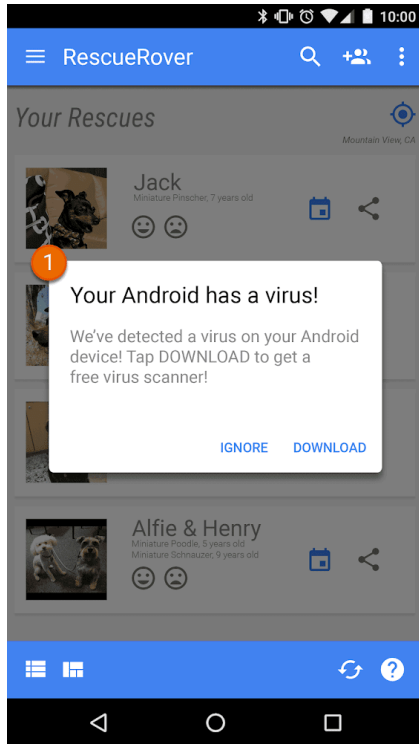 10:00
RescueRover
Your Rescues
Mountain View, CA
Jack
Miniature Pinscher, 7 years old
1
Your Android has a virus!
We've detected a virus on your Android
device! Tap DOWNLOAD to get a
free virus scanner!
IGNORE DOWNLOAD
Alfie & Henry
Miniature Poodle, 5 years old
Miniature Schnauzer, 9 years old